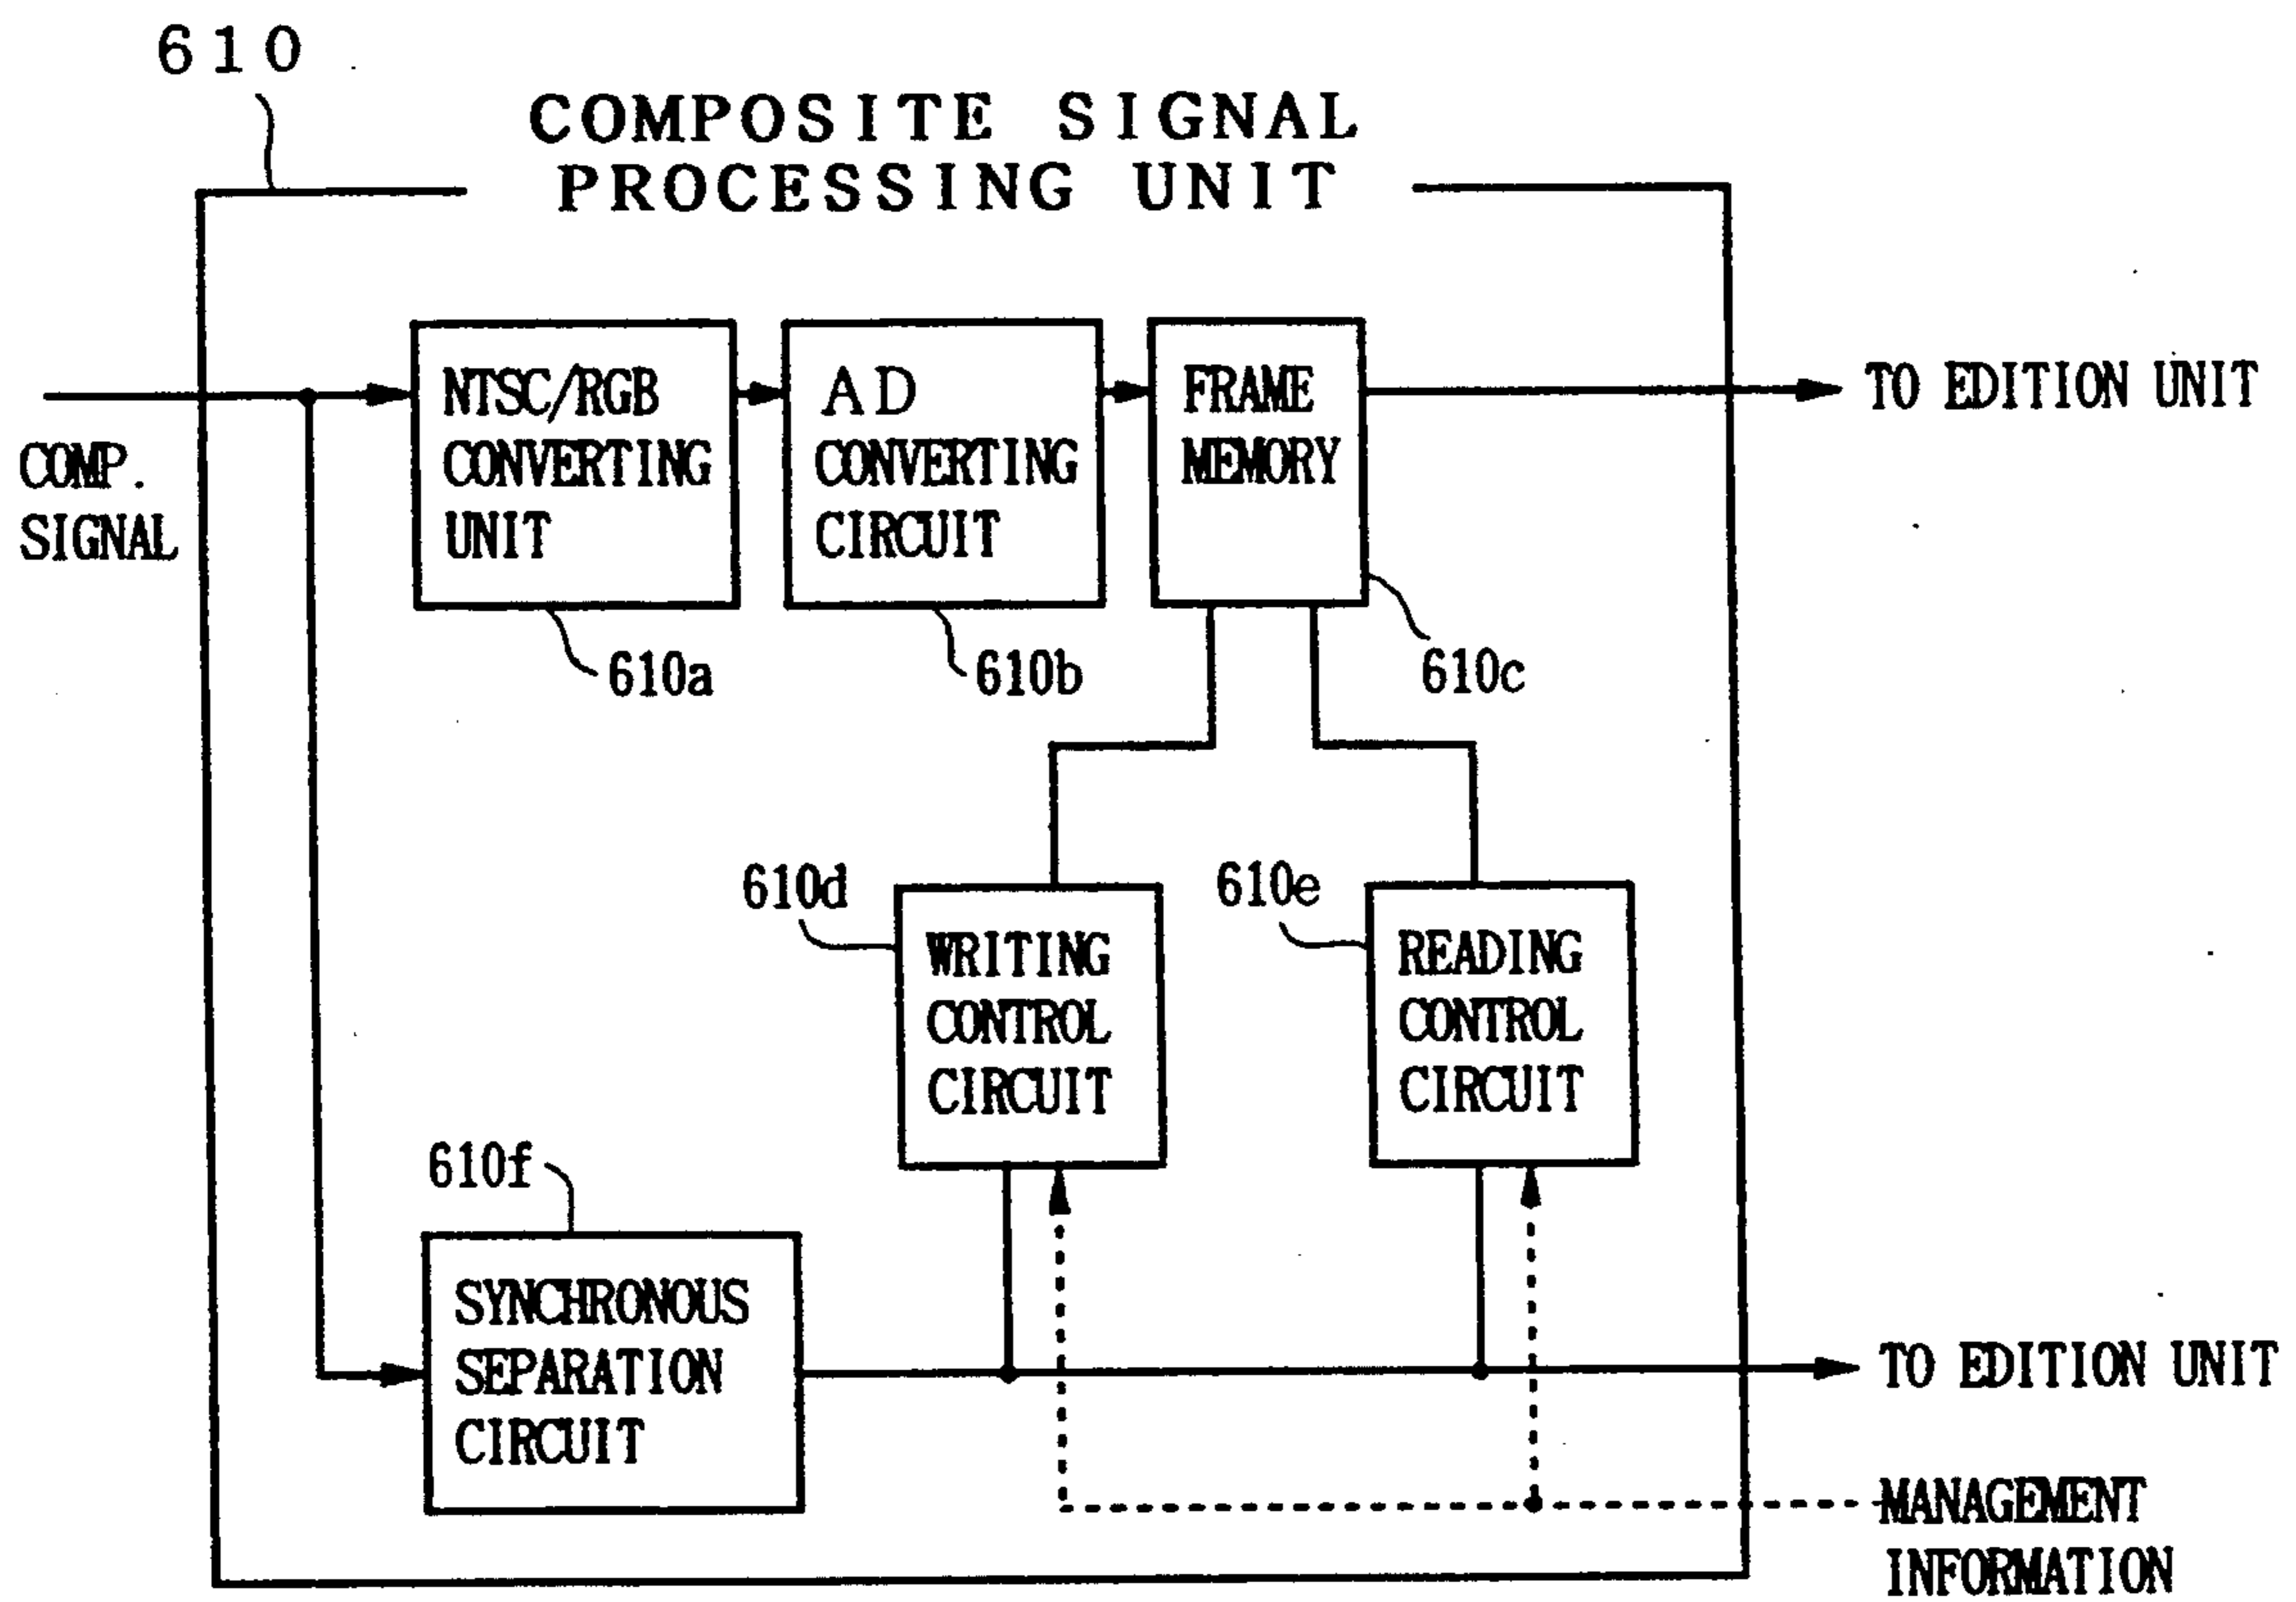 610
COMPOSITE SIGNAL
PROCESSING UNIT
COMP.
SIGNAL
NTSC/RGB
CONVERTING
UNIT
610a
AD
CONVERTING
CIRCUIT
610b
FRAME
MEMORY
610c
TO EDITION UNIT
610d
WRITING
CONTROL
CIRCUIT
610e
READING
CONTROL
CIRCUIT
610f
SYNCHRONOUS
SEPARATION
CIRCUIT
TO EDITION UNIT
MANAGEMENT
INFORMATION